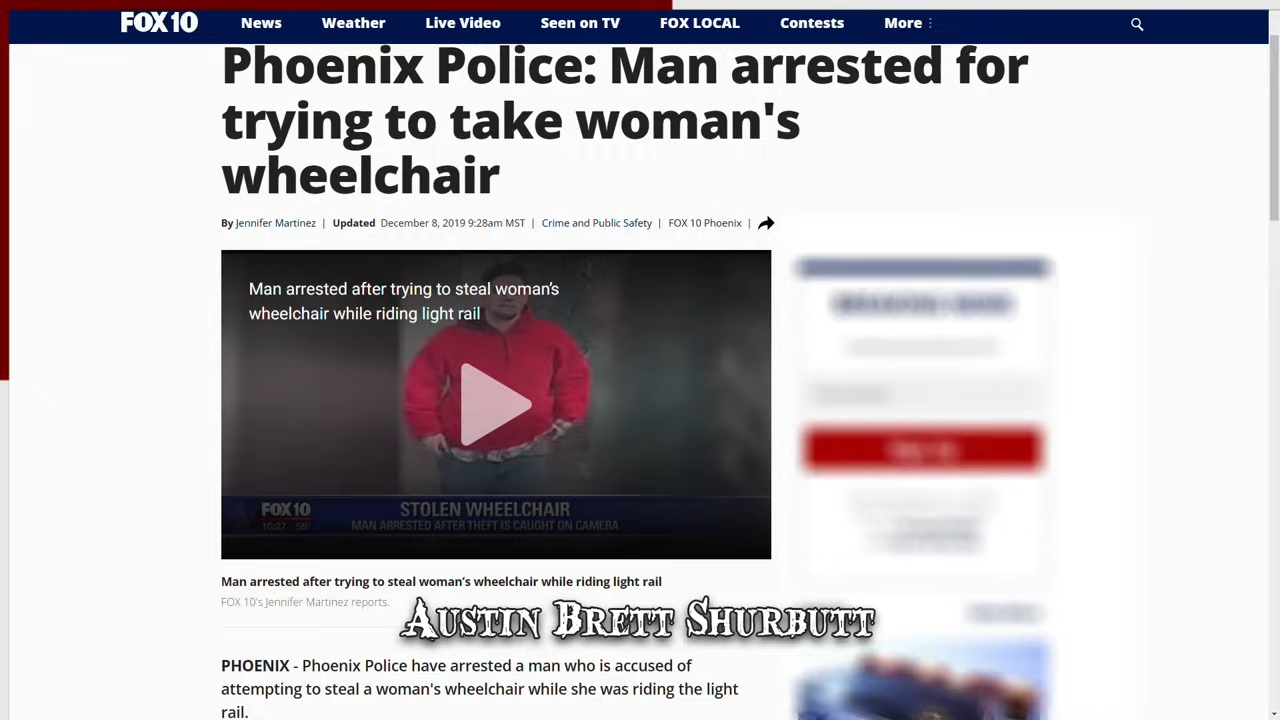 FOX 10 News Weather Live Video Seen on TV FOX LOCAL Contests More
Phoenix Police: Man arrested for
trying to take woman's
wheelchair
By Jennifer Martinez | Updated December 8, 2019 9:28am MST | Crime and Public Safety | FOX 10 Phoenix |
Man arrested after trying to steal woman’s
wheelchair while riding light rail
FOX 10 STOLEN WHEELCHAIR
10:27 58° MAN ARRESTED AFTER THEFT IS CAUGHT ON CAMERA
Man arrested after trying to steal woman’s wheelchair while riding light rail
FOX 10's Jennifer Martinez reports.
Austin Brett Shurbutt
PHOENIX - Phoenix Police have arrested a man who is accused of
attempting to steal a woman's wheelchair while she was riding the light
rail.